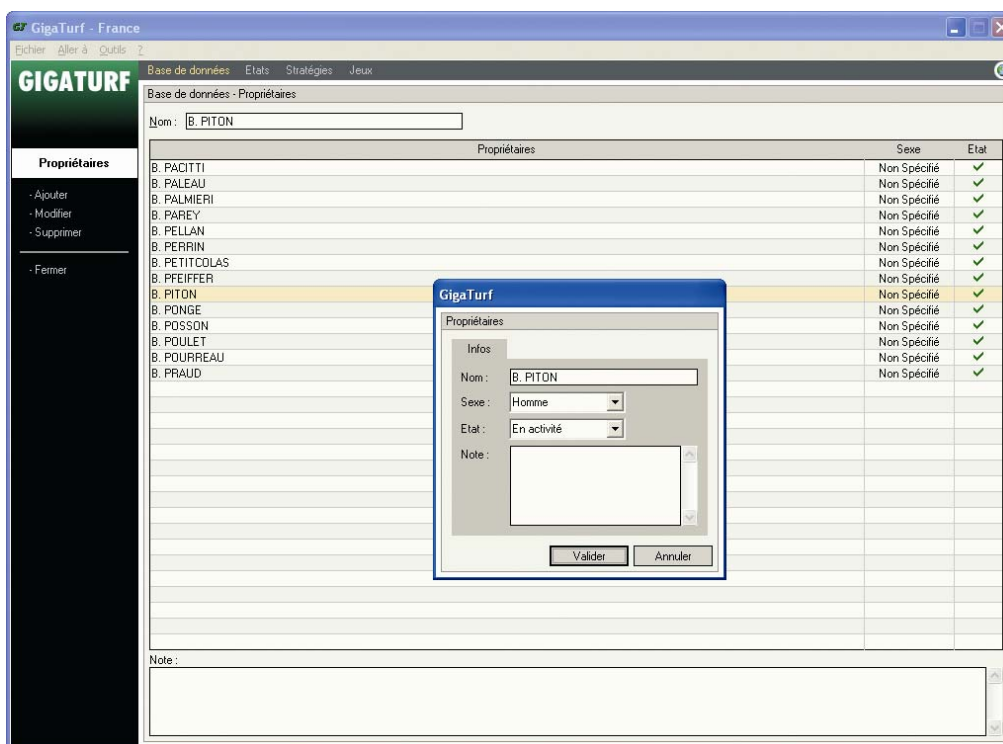 GigaTurf - France
Fichier Aller à Outils ?
GIGATURF
Base de données Etats Stratégies Jeux
Base de données - Propriétaires
Nom : B. PITON
Propriétaires
- Ajouter
- Modifier
- Supprimer
- Fermer
Propriétaires Sexe Etat
B. PACITTI Non Spécifié
B. PALEAU Non Spécifié
B. PALMIERI Non Spécifié
B. PAREY Non Spécifié
B. PELLAN Non Spécifié
B. PERRIN Non Spécifié
B. PETITCOLAS Non Spécifié
B. PFEIFFER Non Spécifié
B. PITON Non Spécifié
B. PONGE Non Spécifié
B. POSSON Non Spécifié
B. POULET Non Spécifié
B. POURREAU Non Spécifié
B. PRAUD Non Spécifié
GigaTurf
Propriétaires
Infos
Nom : B. PITON
Sexe : Homme
Etat : En activité
Note :
Valider Annuler
Note :